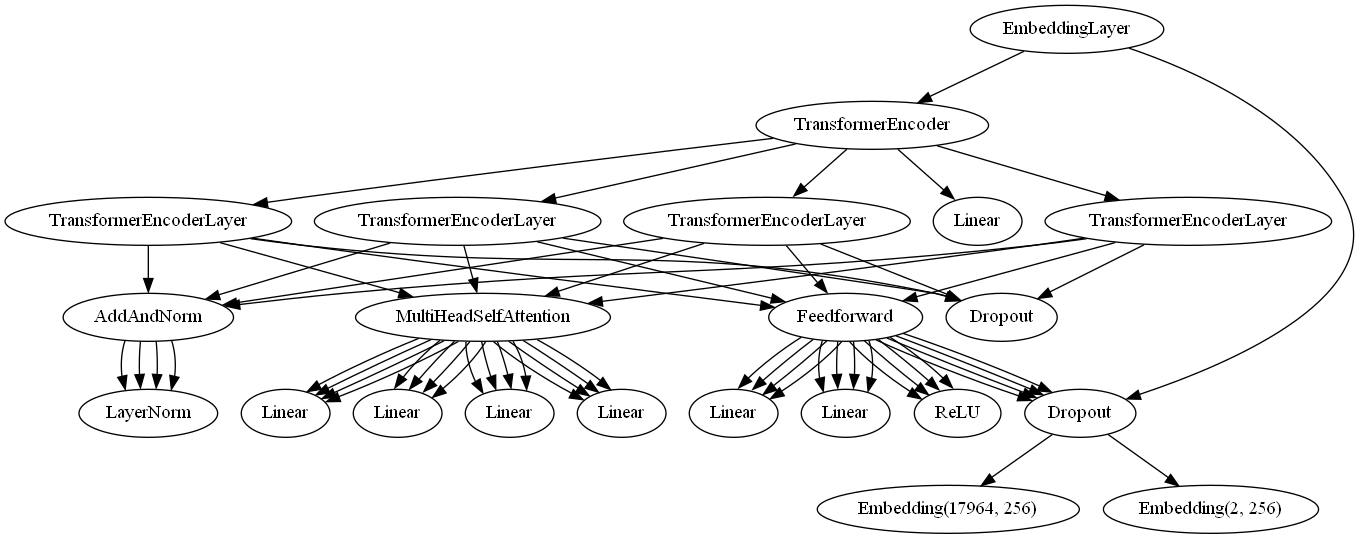 EmbeddingLayer
TransformerEncoder
TransformerEncoderLayer
TransformerEncoderLayer
TransformerEncoderLayer
Linear
TransformerEncoderLayer
AddAndNorm
MultiHeadSelfAttention
Feedforward
Dropout
LayerNorm
Linear
Linear
Linear
Linear
Linear
Linear
ReLU
Dropout
Embedding(17964, 256)
Embedding(2, 256)